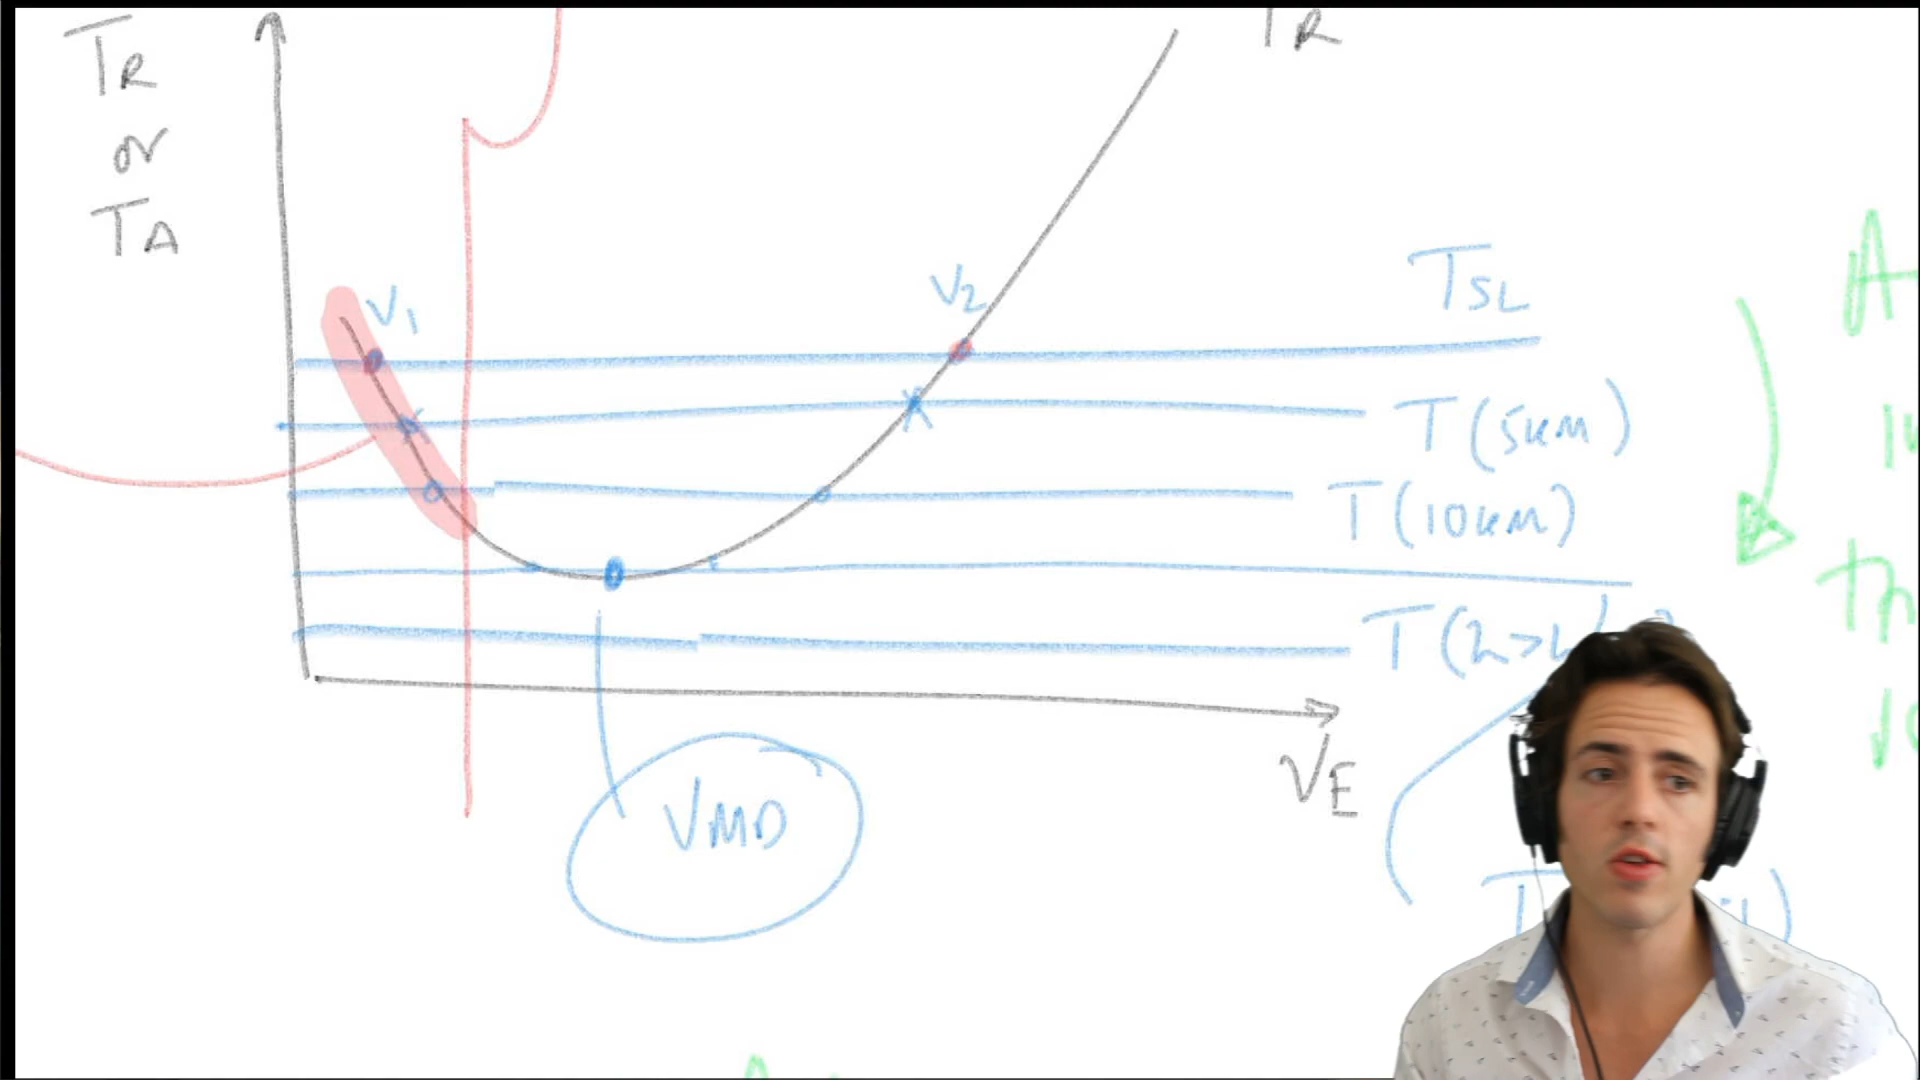 TR
or
TA
TR
V1
V2
TSL
T(5km)
T(10km)
T(h>
VE
VMD